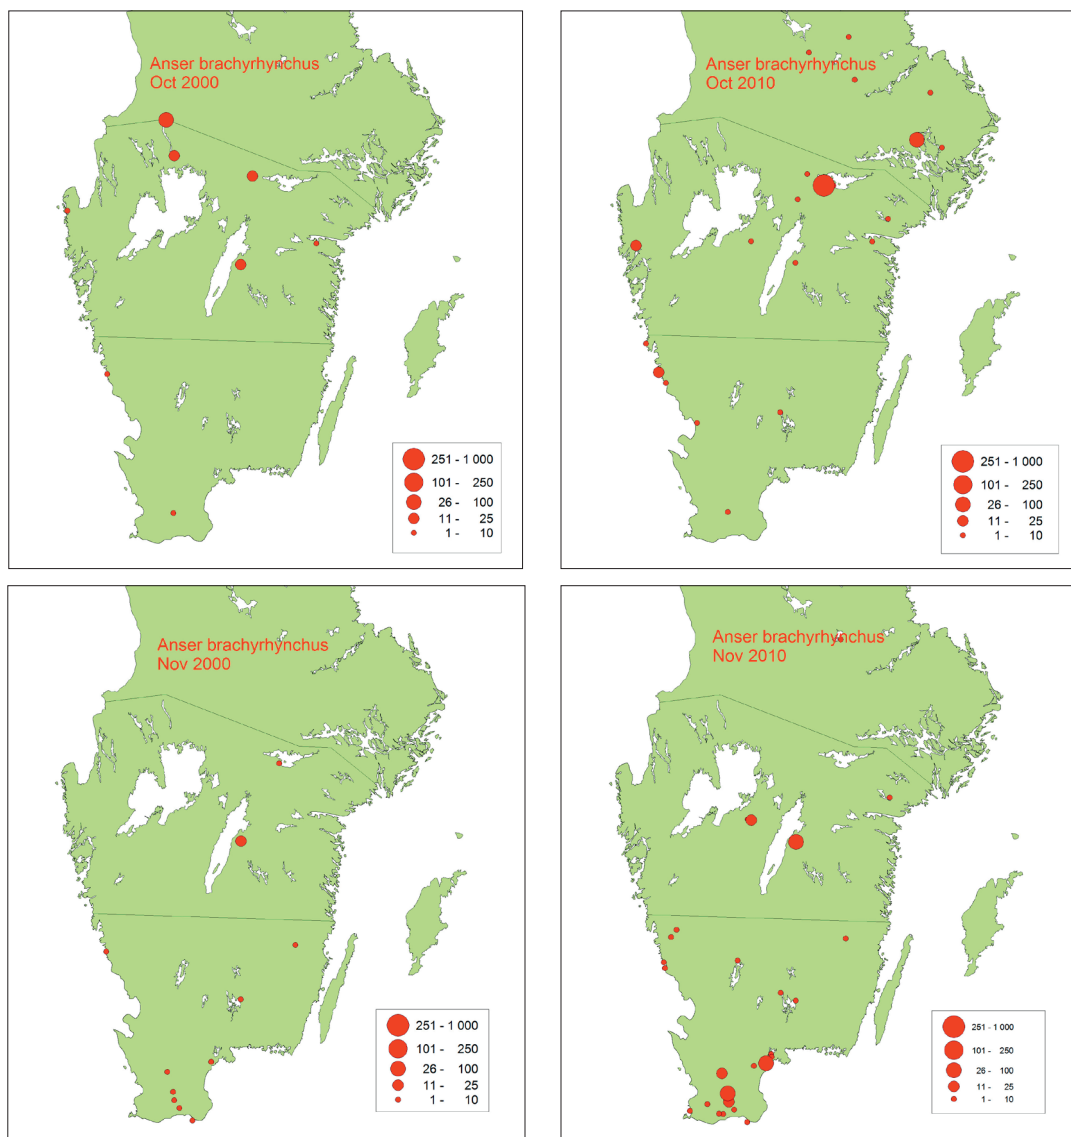 Anser brachyrhynchus
Oct 2000
251 - 1 000
101 - 250
26 - 100
11 - 25
1 - 10
Anser brachyrhynchus
Oct 2010
251 - 1 000
101 - 250
26 - 100
11 - 25
1 - 10
Anser brachyrhynchus
Nov 2000
251 - 1 000
101 - 250
26 - 100
11 - 25
1 - 10
Anser brachyrhynchus
Nov 2010
251 - 1 000
101 - 250
26 - 100
11 - 25
1 - 10